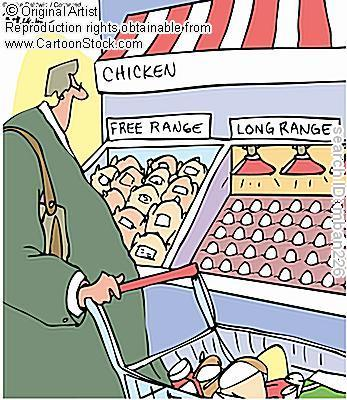 © Original Artist
Reproduction rights obtainable from
www.CartoonStock.com
CHICKEN
FREE RANGE
LONG RANGE